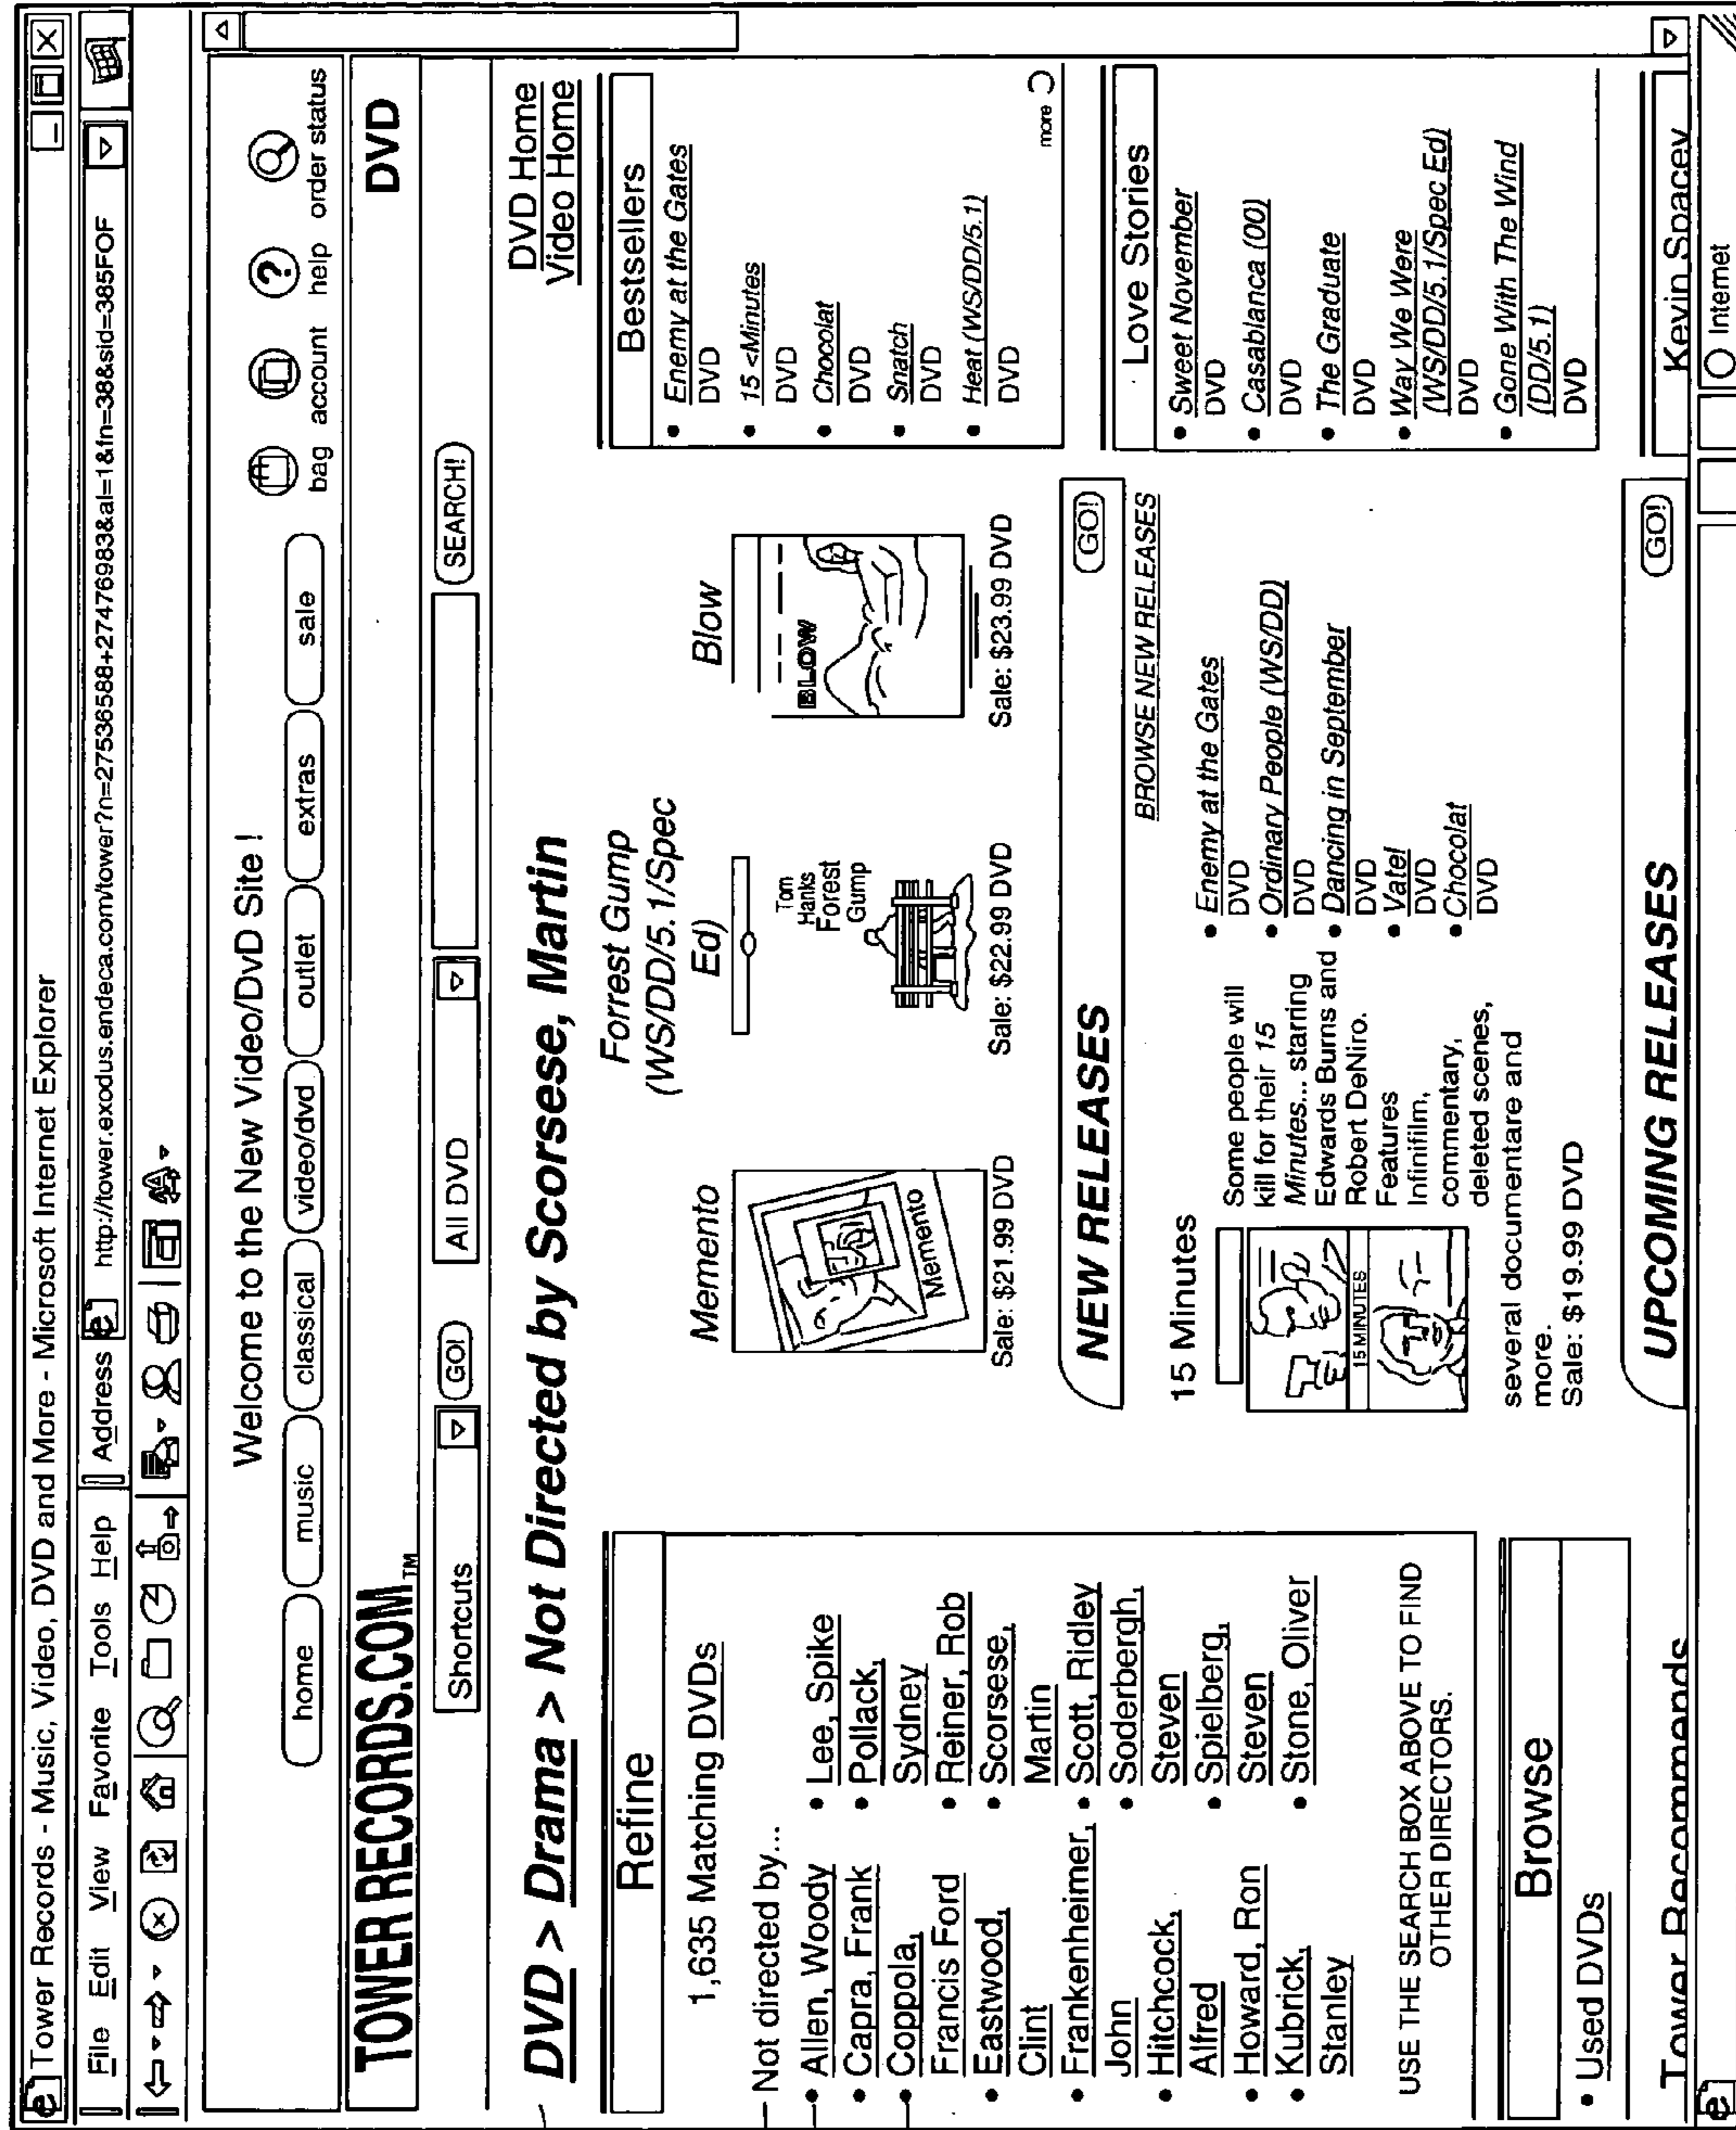 Tower Records - Music, Video, DVD and More - Microsoft Internet Explorer
File Edit View Favorite Tools Help
Address http://tower.exodus.endeca.com/tower?n=27536588+27476983&al=1&fn=38&sid=385FOF
Welcome to the New Video/DvD Site !
home music classical video/dvd outlet extras sale
bag account help order status
TOWER RECORDS.COM TM
DVD
Shortcuts GO! All DVD SEARCH!
DVD > Drama > Not Directed by Scorsese, Martin
DVD Home
Video Home
Refine
1,635 Matching DVDs
Not directed by...
• Allen, Woody
• Capra, Frank
• Coppola,
Francis Ford
• Eastwood,
Clint
• Frankenheimer,
John
• Hitchcock,
Alfred
• Howard, Ron
• Kubrick,
Stanley
• Lee, Spike
• Pollack,
Sydney
• Reiner, Rob
• Scorsese,
Martin
• Scott, Ridley
• Soderbergh,
Steven
• Spielberg,
Steven
• Stone, Oliver
USE THE SEARCH BOX ABOVE TO FIND
OTHER DIRECTORS.
Browse
• Used DVDs
Tower Recommends
Memento
Memento
Sale: $21.99 DVD
Forrest Gump
(WS/DD/5.1/Spec
Ed)
Tom
Hanks
Forest
Gump
Sale: $22.99 DVD
Blow
BLOW
Sale: $23.99 DVD
NEW RELEASES GO!
BROWSE NEW RELEASES
15 Minutes
15 MINUTES
Some people will
kill for their 15
Minutes... starring
Edwards Burns and
Robert DeNiro.
Features
Infinifilm,
commentary,
deleted scenes,
several documentare and
more.
Sale: $19.99 DVD
• Enemy at the Gates
DVD
• Ordinary People (WS/DD)
DVD
• Dancing in September
DVD
• Vatel
DVD
• Chocolat
DVD
UPCOMING RELEASES GO!
Bestsellers
• Enemy at the Gates
DVD
• 15 <Minutes
DVD
• Chocolat
DVD
• Snatch
DVD
• Heat (WS/DD/5.1)
DVD
more
Love Stories
• Sweet November
DVD
• Casablanca (00)
DVD
• The Graduate
DVD
• Way We Were
(WS/DD/5.1/Spec Ed)
DVD
• Gone With The Wind
(DD/5.1)
DVD
Kevin Spacey
Internet